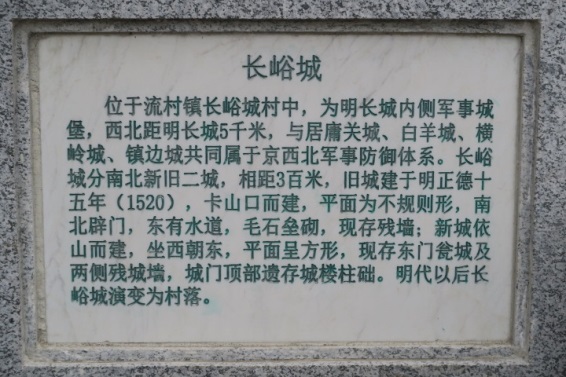 长峪城
位于流村镇长峪城村中，为明长城内侧军事城
堡，西北距明长城5千米，与居庸关城、白羊城、横
岭城、镇边城共同属于京西北军事防御体系。长峪
城分南北新旧二城，相距3百米，旧城建于明正德十
五年（1520），卡山口而建，平面为不规则形，南
北辟门，东有水道，毛石垒砌，现存残墙；新城依
山而建，坐西朝东，平面呈方形，现存东门瓮城及
两侧残城墙，城门顶部遗存城楼柱础。明代以后长
峪城演变为村落。